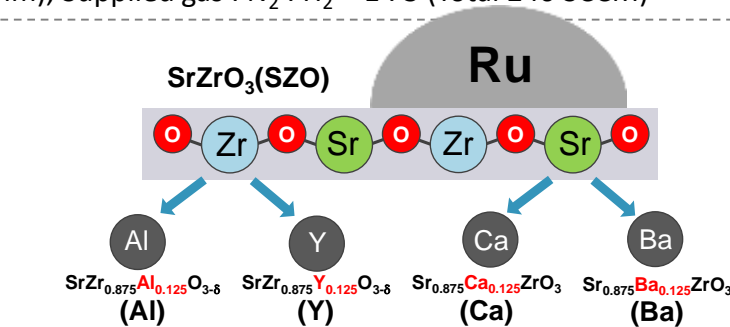 SrZrO₃(SZO)
Ru
O Zr O Sr O Zr O Sr O
Al Y Ca Ba
SrZr₀.₈₇₅Al₀.₁₂₅O₃₋δ SrZr₀.₈₇₅Y₀.₁₂₅O₃₋δ Sr₀.₈₇₅Ca₀.₁₂₅ZrO₃ Sr₀.₈₇₅Ba₀.₁₂₅ZrO₃
(Al) (Y) (Ca) (Ba)